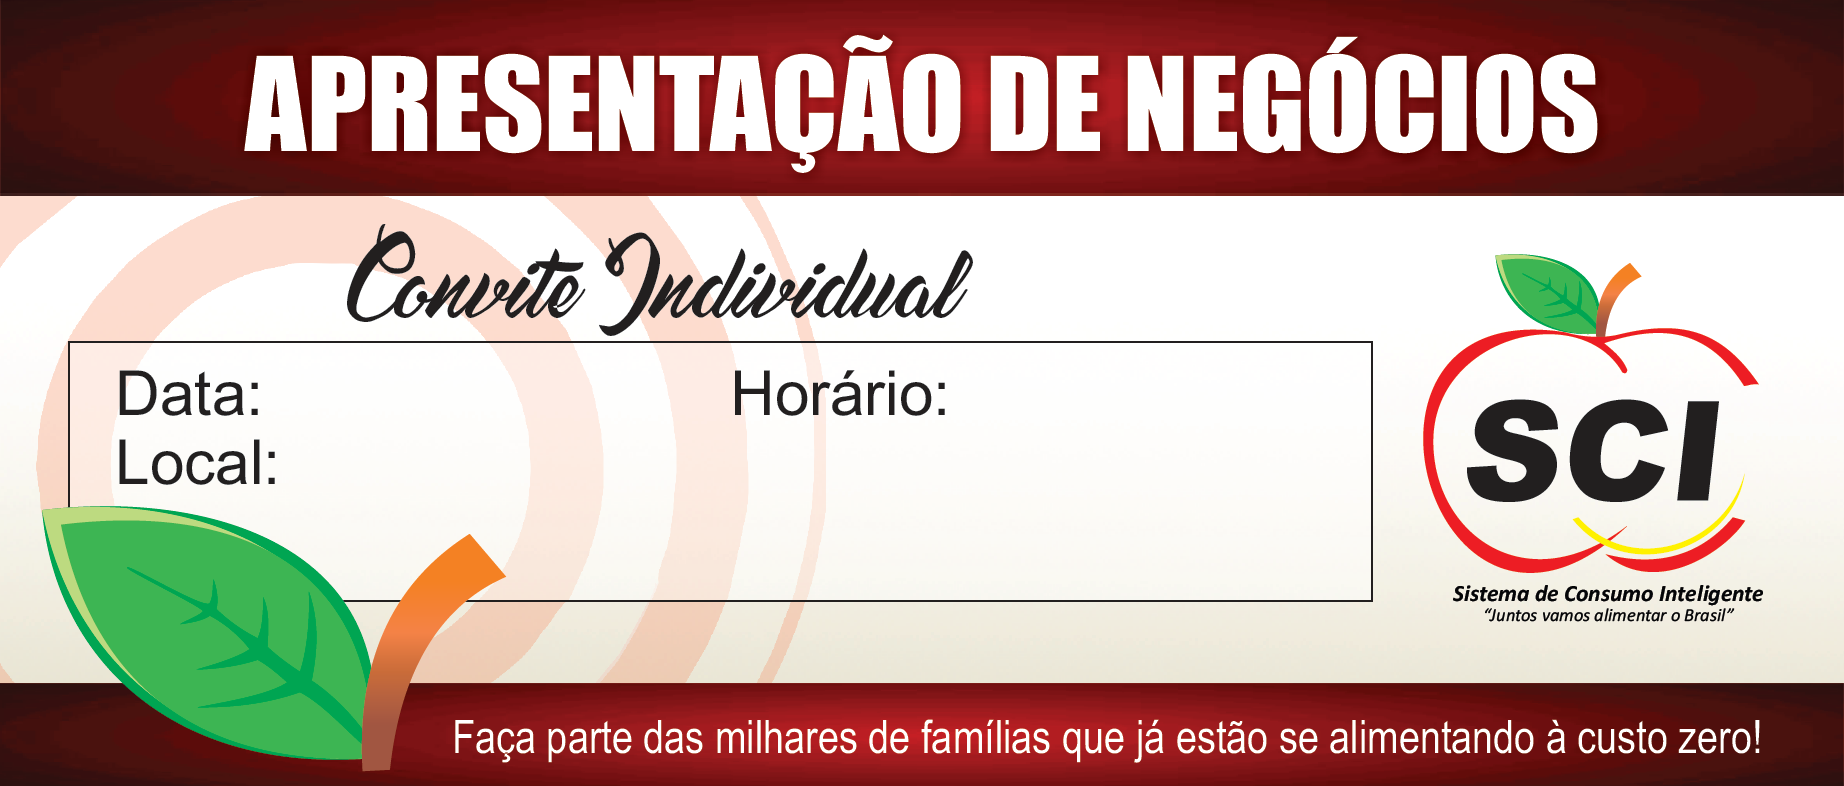 APRESENTAÇÃO DE NEGÓCIOS
Convite Individual
Data: Horário:
Local:
SCI
Sistema de Consumo Inteligente
“Juntos vamos alimentar o Brasil”
Faça parte das milhares de famílias que já estão se alimentando à custo zero!